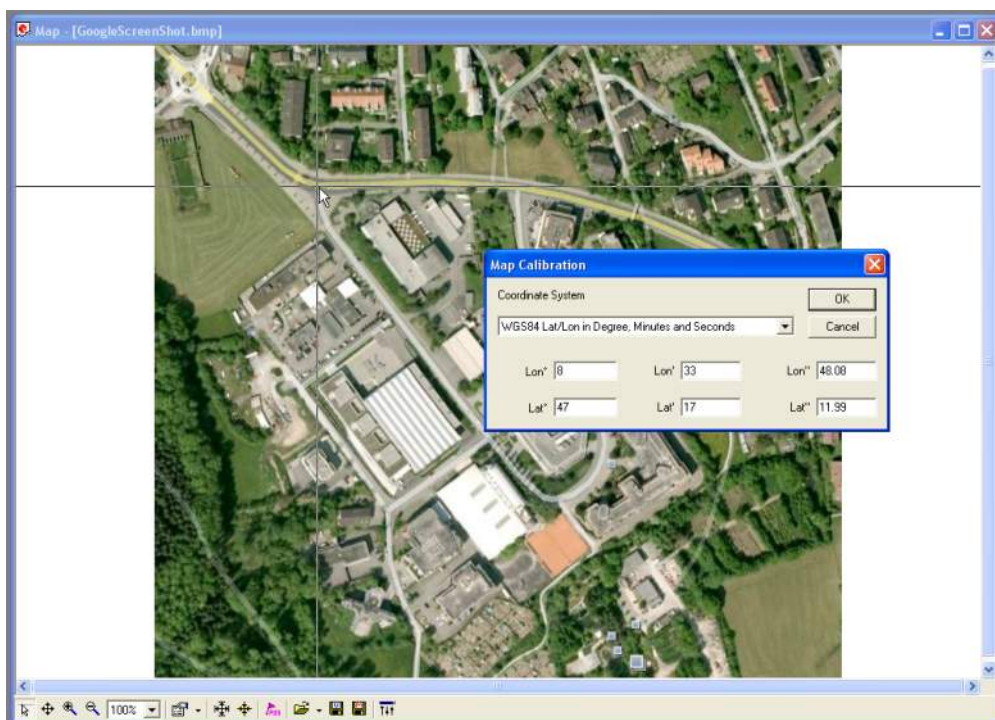 Map - [GoogleScreenShot.bmp]
Map Calibration
Coordinate System
WGS84 Lat/Lon in Degree, Minutes and Seconds
OK
Cancel
Lon° 8 Lon' 33 Lon'' 48.08
Lat° 47 Lat' 17 Lat'' 11.99
100%